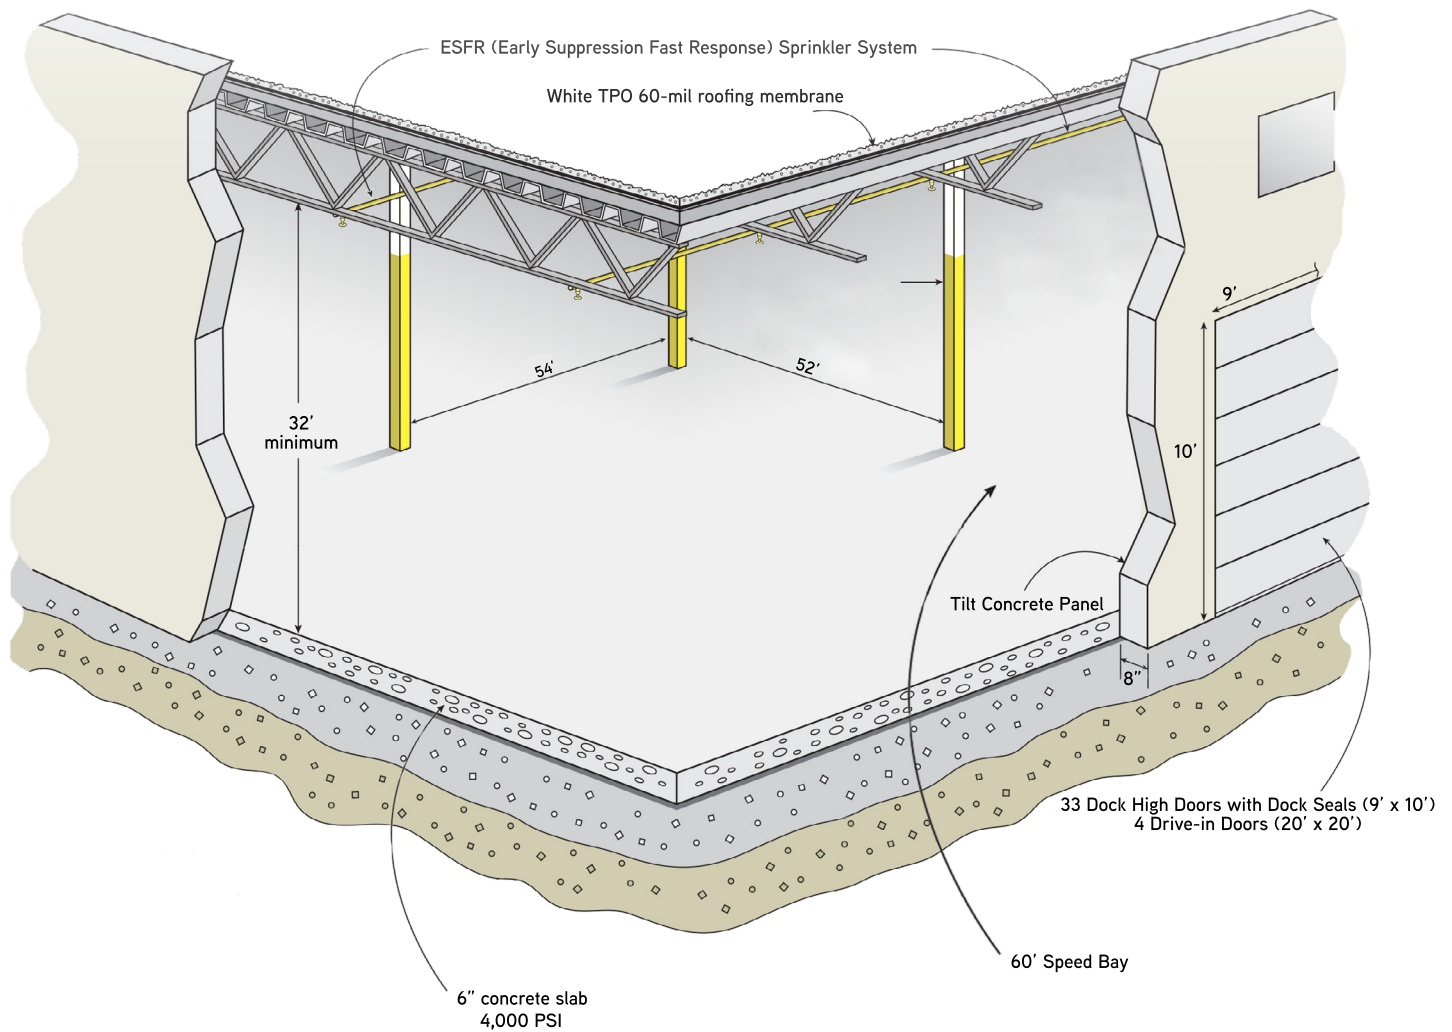 ESFR (Early Suppression Fast Response) Sprinkler System
White TPO 60-mil roofing membrane
9’
54’
52’
32’
minimum
10’
Tilt Concrete Panel
8”
33 Dock High Doors with Dock Seals (9’ x 10’)
4 Drive-in Doors (20’ x 20’)
60’ Speed Bay
6” concrete slab
4,000 PSI